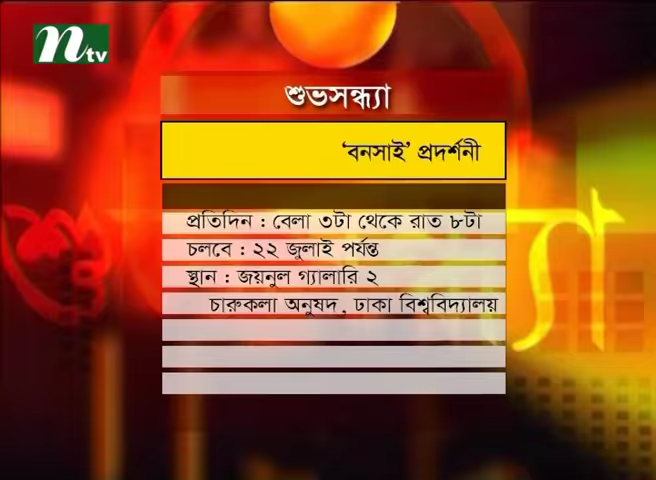 ntv
শুভসন্ধ্যা
‘বনসাই’ প্রদর্শনী
প্রতিদিন : বেলা ৩টা থেকে রাত ৮টা
চলবে : ২২ জুলাই পর্যন্ত
স্থান : জয়নুল গ্যালারি ২
চারুকলা অনুষদ, ঢাকা বিশ্ববিদ্যালয়